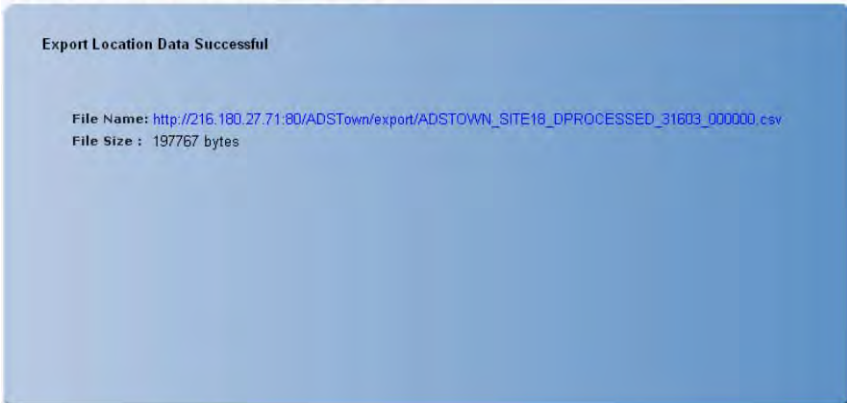 Export Location Data Successful
File Name: http://216.180.27.71:80/ADSTown/export/ADSTOWN_SITE18_DPROCESSED_31603_000000.csv
File Size : 197767 bytes